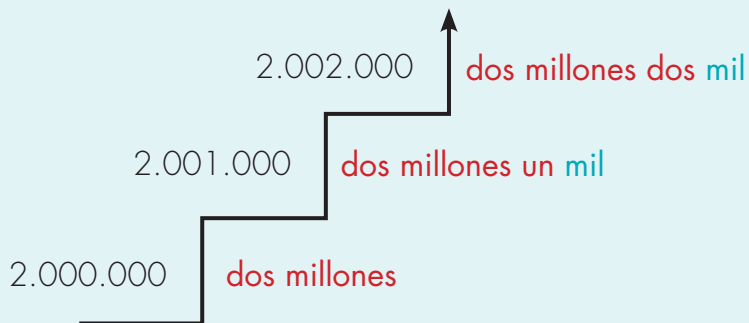 2.002.000 dos millones dos mil
2.001.000 dos millones un mil
2.000.000 dos millones